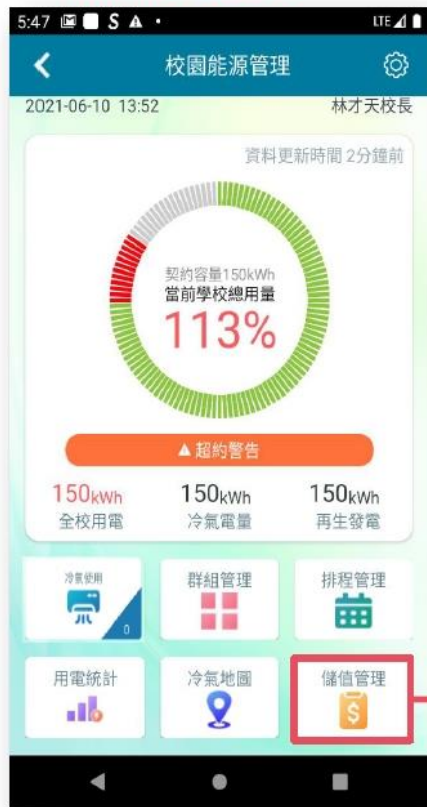 5:47 S LTE
校園能源管理
2021-06-10 13:52 林才天校長
資料更新時間 2分鐘前
契約容量150kWh
當前學校總用量
113%
超約警告
150kWh 150kWh 150kWh
全校用電 冷氣電量 再生發電
冷氣使用 群組管理 排程管理
0
用電統計 冷氣地圖 儲值管理
$